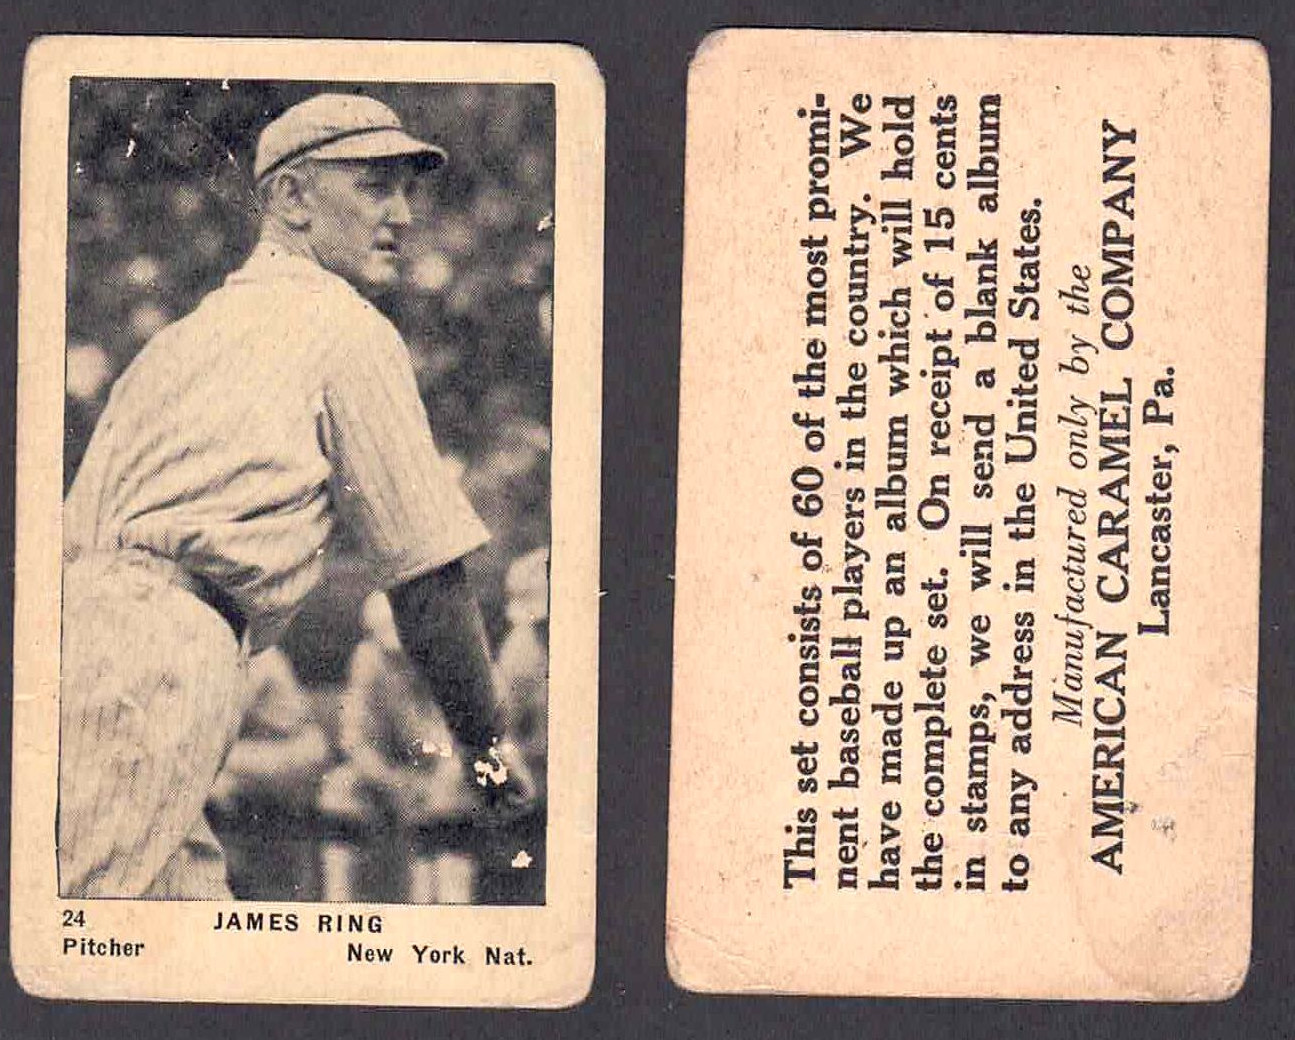 24
JAMES RING
Pitcher
New York Nat.
This set consists of 60 of the most promi-
nent baseball players in the country. We
have made up an album which will hold
the complete set. On receipt of 15 cents
in stamps, we will send a blank album
to any address in the United States.
Manufactured only by the
AMERICAN CARAMEL COMPANY
Lancaster, Pa.